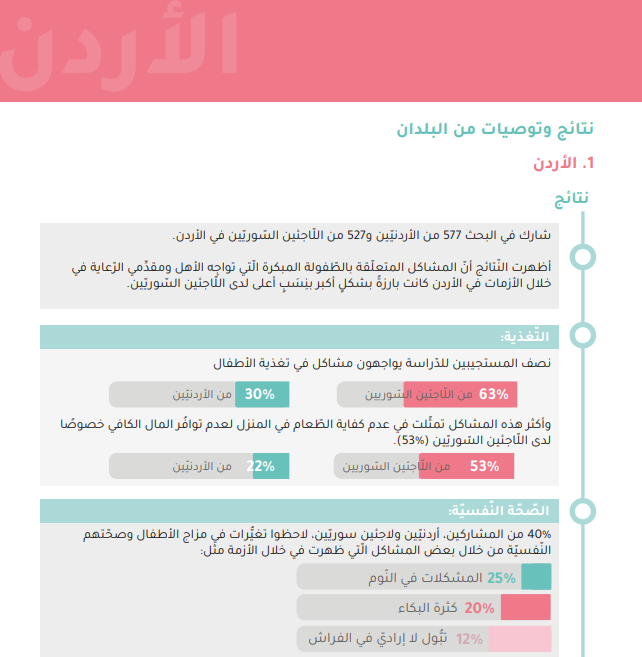 الأردن
نتائج وتوصيات من البلدان
1. الأردن
نتائج
شارك في البحث 577 من الأردنيّين و527 من اللّاجئين السّوريّين في الأردن.
أظهرت النّتائج أنّ المشاكل المتعلّقة بالطّفولة المبكرة الّتي تواجِه الأهل ومقدِّمي الرّعاية في
خلال الأزمات في الأردن كانت بارزةً بشكلٍ أكبر بنِسَبٍ أعلى لدى اللّاجئين السّوريّين.
التّغذية:
نصف المستجيبين للدّراسة يواجهون مشاكل في تغذية الأطفال
63% من اللّاجئين السّوريين
30% من الأردنيّين
وأكثر هذه المشاكل تمثّلت في عدم كفاية الطّعام في المنزل لعدم توافُر المال الكافي خصوصًا
لدى اللّاجئين السّوريّين (53%).
53% من اللّاجئين السّوريين
22% من الأردنيّين
الصّحّة النّفسيّة:
40% من المشاركين، أردنيّين ولاجئين سوريّين، لاحظوا تغيُّرات في مزاج الأطفال وصحّتهم
النّفسيّة من خلال بعض المشاكل الّتي ظهرت في خلال الأزمة مثل:
25% المشكلات في النّوم
20% كثرة البكاء
12% تبُّول لا إراديّ في الفراش